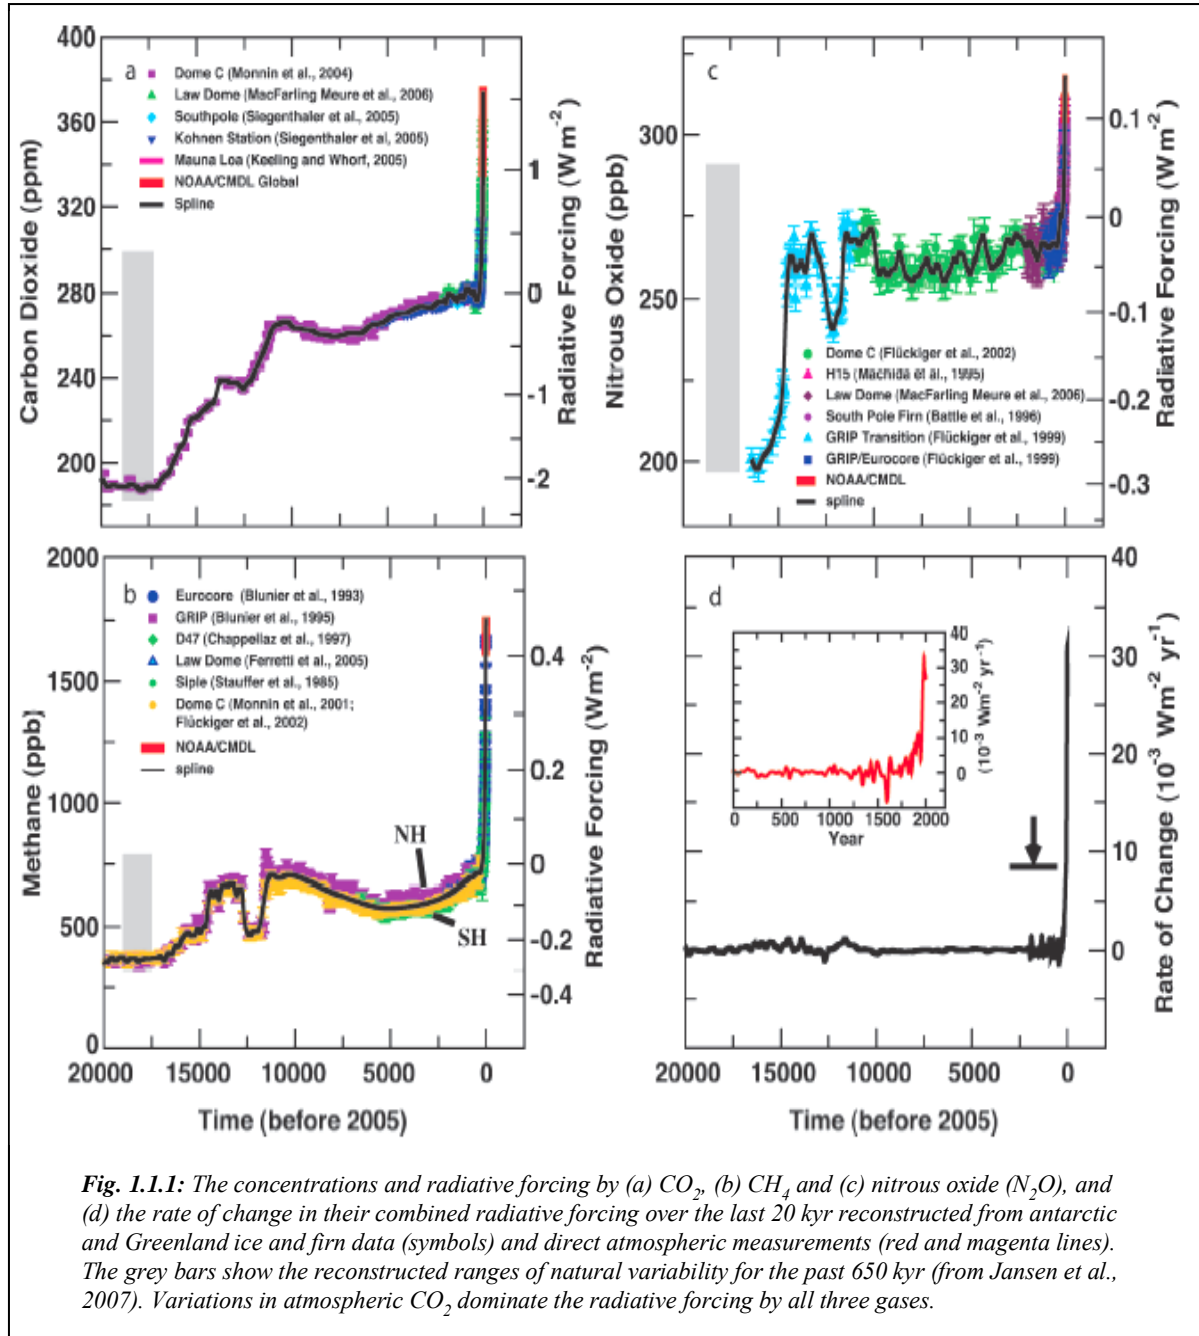 a
400
360
320
280
240
200
Carbon Dioxide (ppm)
Dome C (Monnin et al., 2004)
Law Dome (MacFarling Meure et al., 2006)
Southpole (Siegenthaler et al., 2005)
Kohnen Station (Siegenthaler et al, 2005)
Mauna Loa (Keeling and Whorf, 2005)
NOAA/CMDL Global
Spline
1
0
-1
-2
Radiative Forcing (Wm⁻²)
c
300
250
200
Nitrous Oxide (ppb)
Dome C (Flückiger et al., 2002)
H15 (Machida et al., 1995)
Law Dome (MacFarling Meure et al., 2006)
South Pole Firn (Battle et al., 1996)
GRIP Transition (Flückiger et al., 1999)
GRIP/Eurocore (Flückiger et al., 1999)
NOAA/CMDL
spline
0.1
0
-0.1
-0.2
-0.3
Radiative Forcing (Wm⁻²)
b
2000
1500
1000
500
0
Methane (ppb)
Eurocore (Blunier et al., 1993)
GRIP (Blunier et al., 1995)
D47 (Chappellaz et al., 1997)
Law Dome (Ferretti et al., 2005)
Siple (Stauffer et al., 1985)
Dome C (Monnin et al., 2001;
Flückiger et al., 2002)
NOAA/CMDL
spline
NH
SH
0.4
0.2
0
-0.2
-0.4
Radiative Forcing (Wm⁻²)
20000 15000 10000 5000 0
Time (before 2005)
d
40
30
20
10
0
(10⁻³ Wm⁻² yr⁻¹)
40
35
30
25
20
15
10
5
0
0 500 1000 1500 2000
Year
Rate of Change (10⁻³ Wm⁻² yr⁻¹)
20000 15000 10000 5000 0
Time (before 2005)
Fig. 1.1.1: The concentrations and radiative forcing by (a) CO₂, (b) CH₄ and (c) nitrous oxide (N₂O), and
(d) the rate of change in their combined radiative forcing over the last 20 kyr reconstructed from antarctic
and Greenland ice and firn data (symbols) and direct atmospheric measurements (red and magenta lines).
The grey bars show the reconstructed ranges of natural variability for the past 650 kyr (from Jansen et al.,
2007). Variations in atmospheric CO₂ dominate the radiative forcing by all three gases.